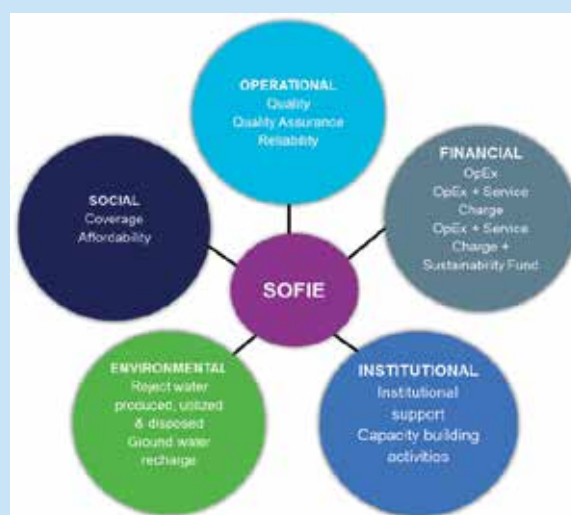 OPERATIONAL
Quality
Quality Assurance
Reliability
FINANCIAL
OpEx
OpEx + Service
Charge
OpEx + Service
Charge +
Sustainability Fund
SOCIAL
Coverage
Affordability
SOFIE
ENVIRONMENTAL
Reject water
produced, utilized
& disposed
Ground water
recharge
INSTITUTIONAL
Institutional
support
Capacity building
activities